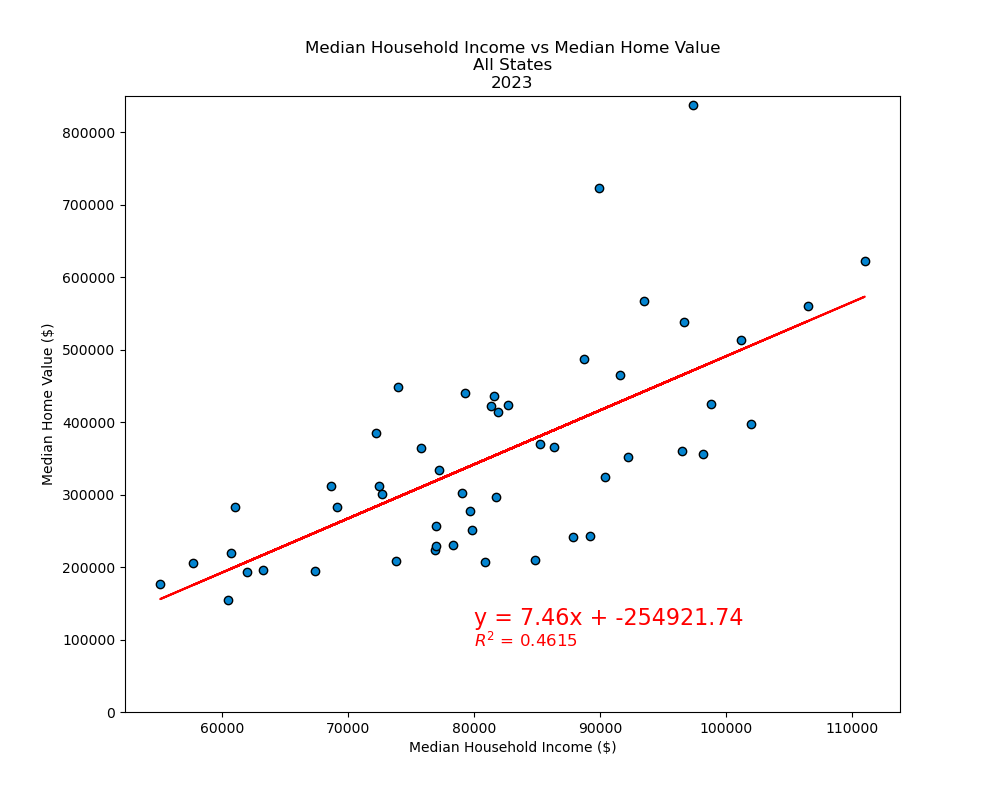 Median Household Income vs Median Home Value
All States
2023
Median Home Value ($)
800000
700000
600000
500000
400000
300000
200000
100000
0
y = 7.46x + -254921.74
R² = 0.4615
60000 70000 80000 90000 100000 110000
Median Household Income ($)